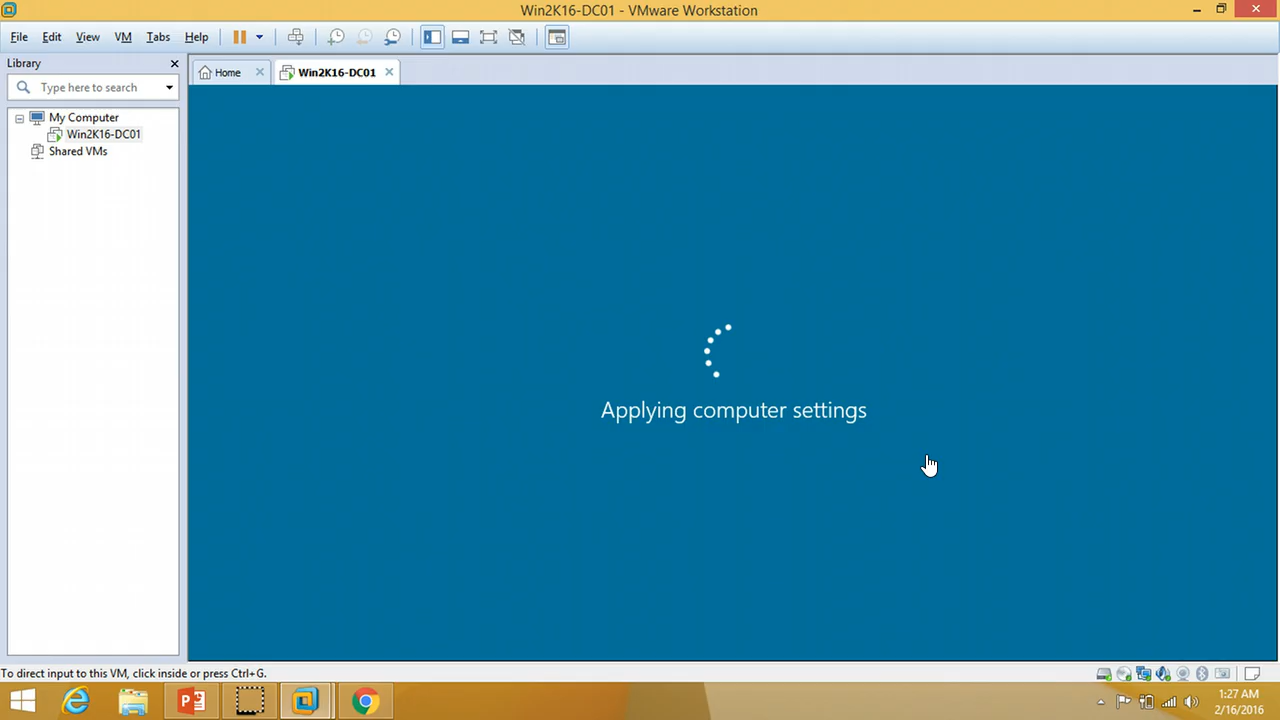 Win2K16-DC01 - VMware Workstation
File Edit View VM Tabs Help
Library
Type here to search
My Computer
Win2K16-DC01
Shared VMs
Home
Win2K16-DC01
Applying computer settings
To direct input to this VM, click inside or press Ctrl+G.
1:27 AM
2/16/2016